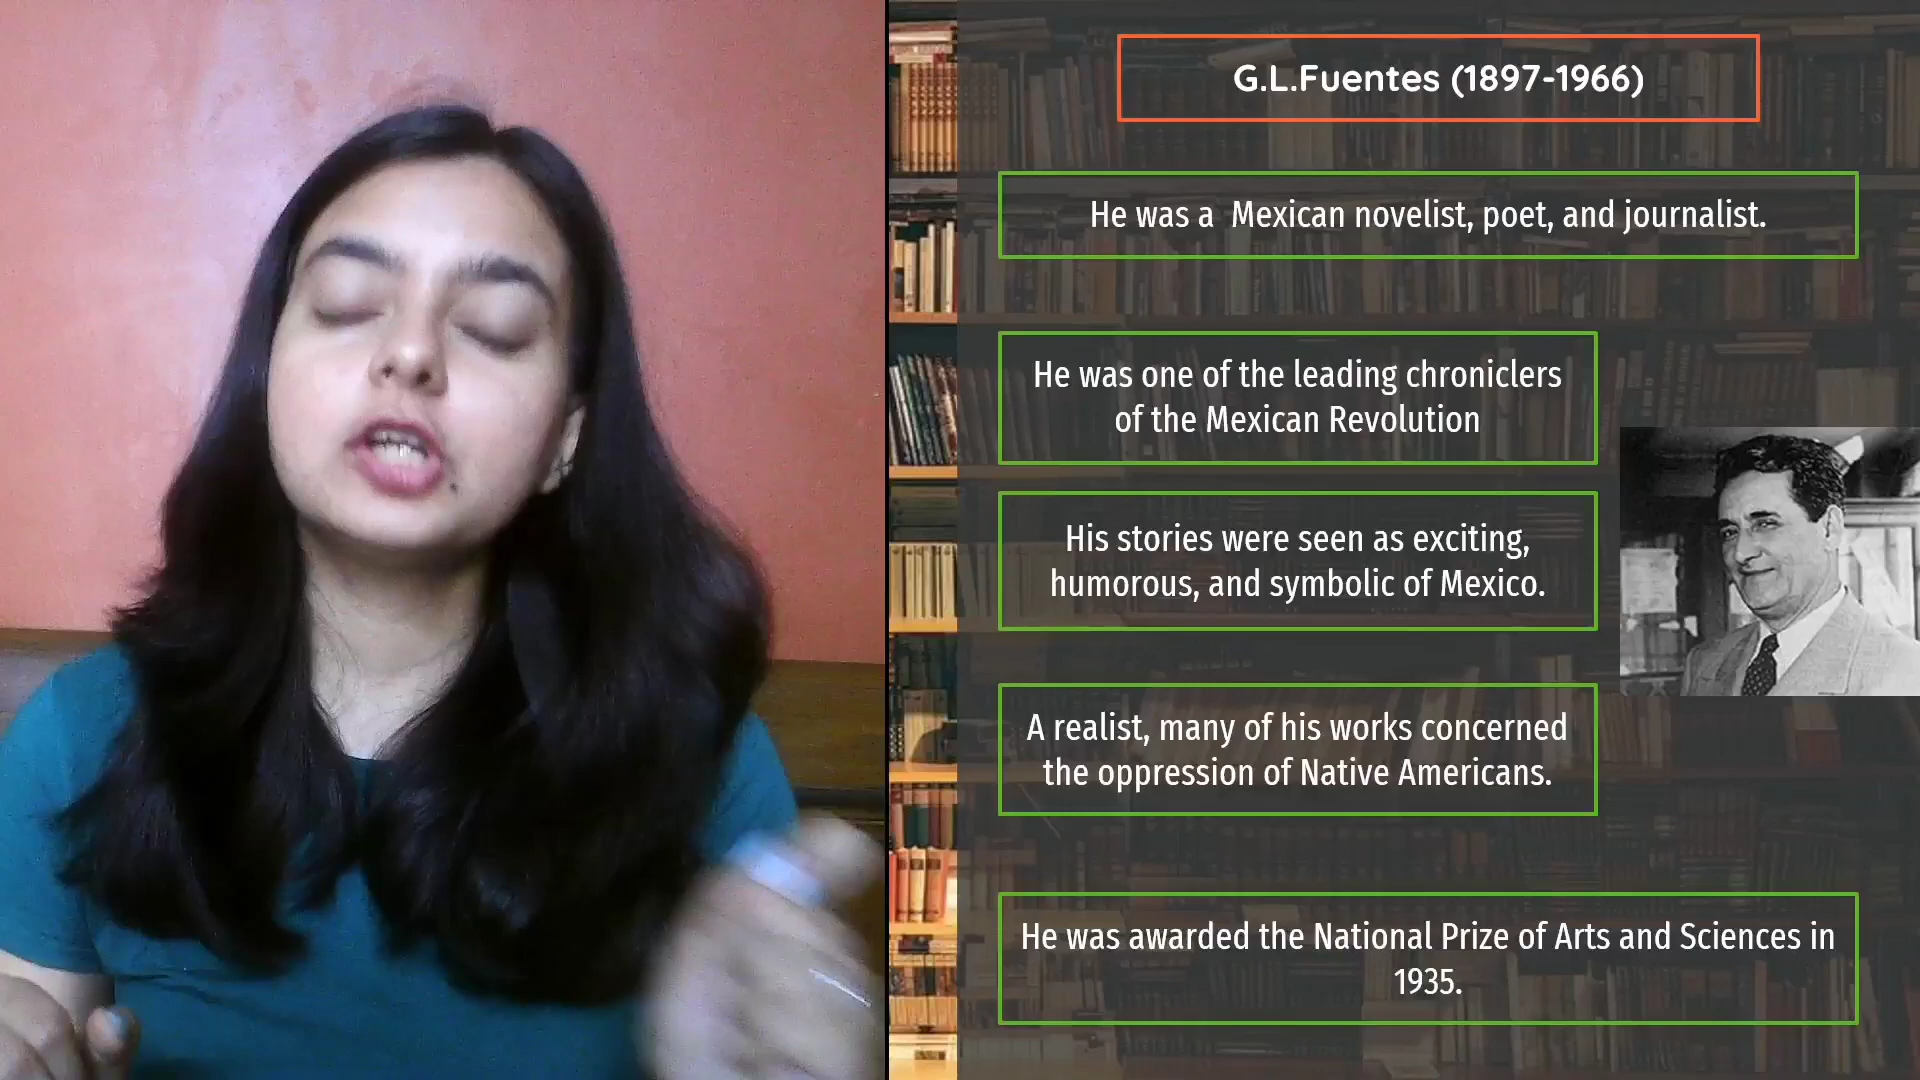 G.L.Fuentes (1897-1966)
He was a  Mexican novelist, poet, and journalist.
He was one of the leading chroniclers
of the Mexican Revolution
His stories were seen as exciting,
humorous, and symbolic of Mexico.
A realist, many of his works concerned
the oppression of Native Americans.
He was awarded the National Prize of Arts and Sciences in
1935.